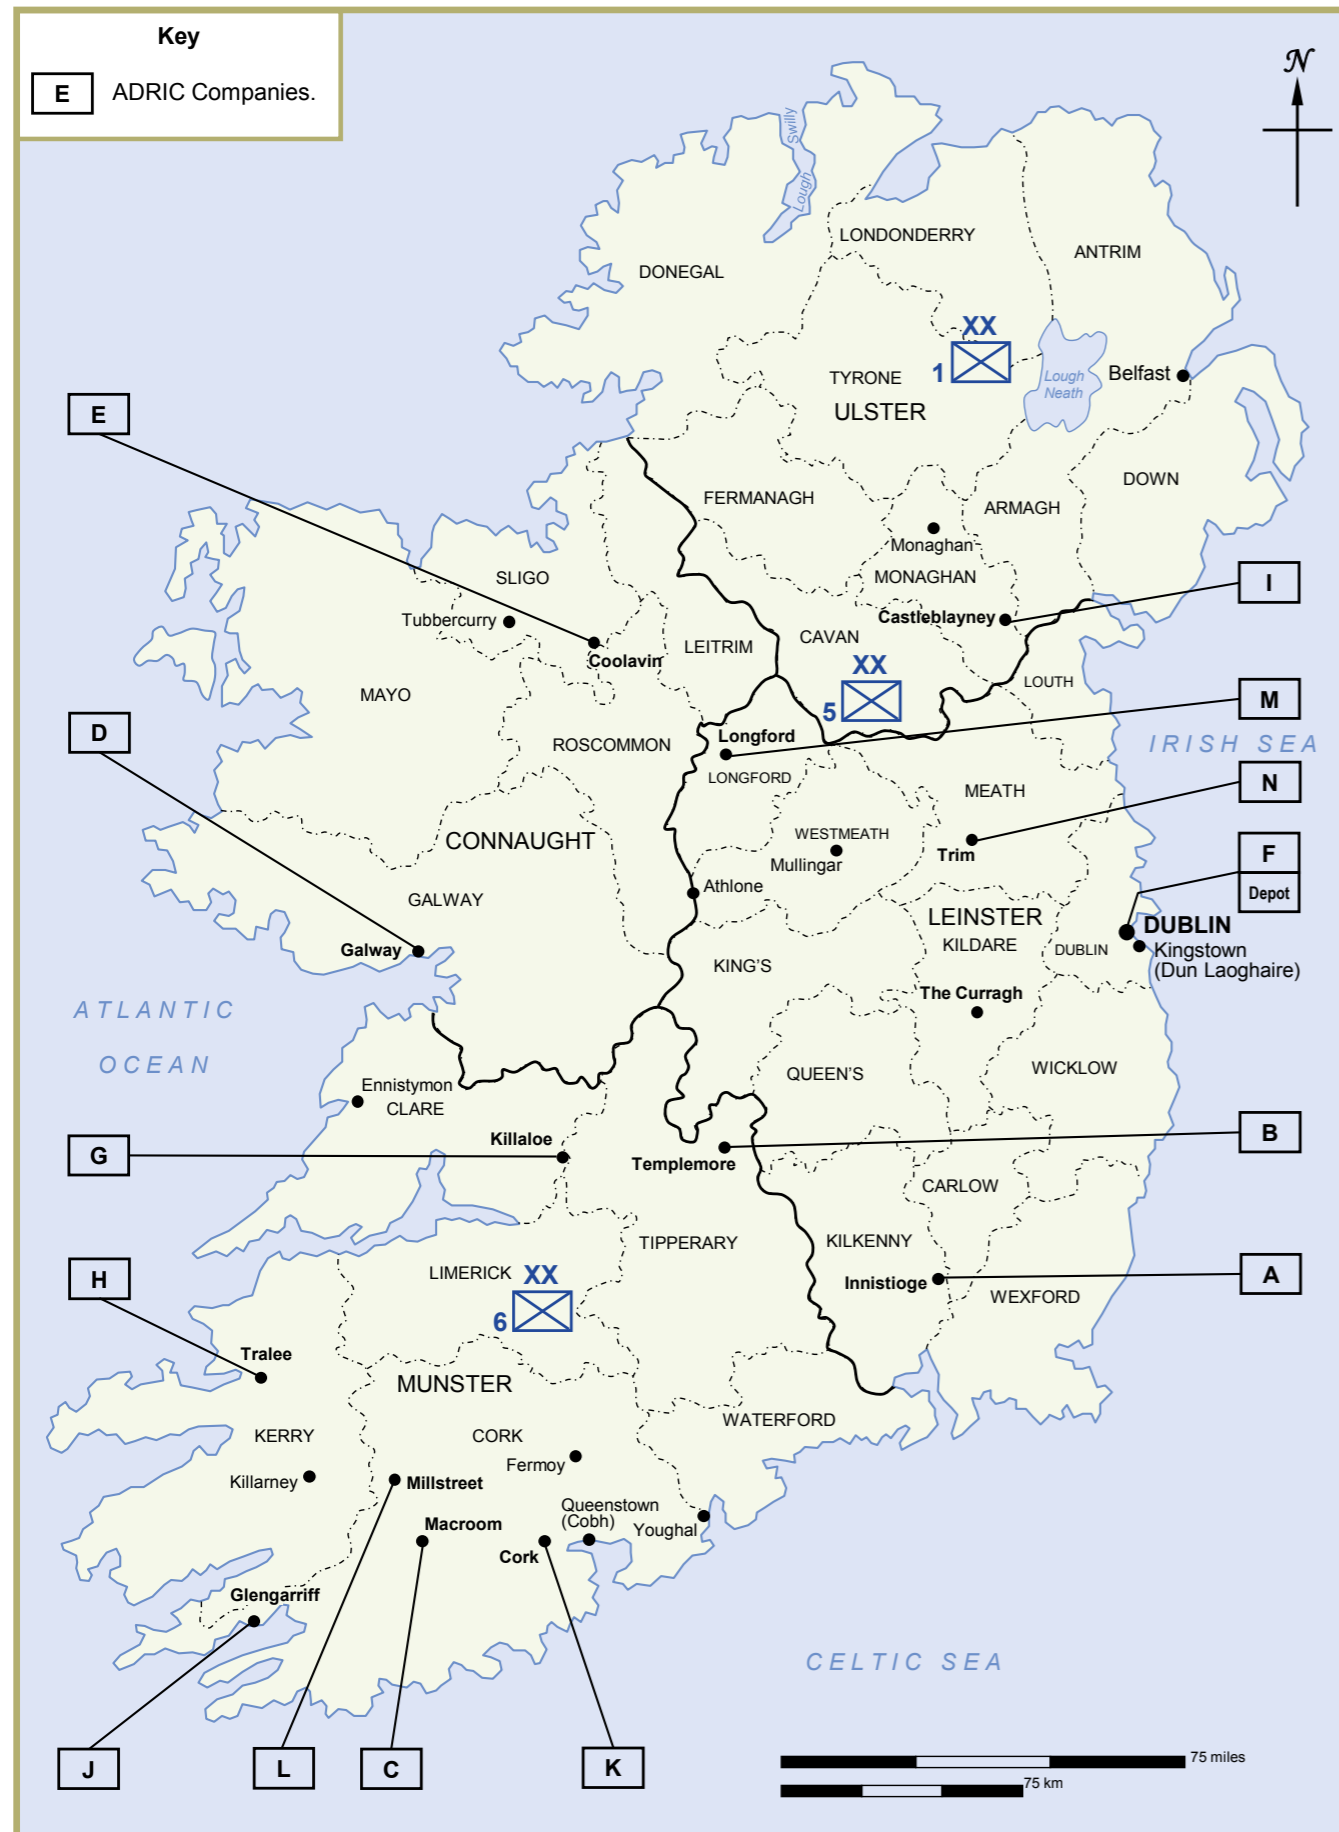 Key
E ADRIC Companies.
N
Lough Swilly
LONDONDERRY
ANTRIM
DONEGAL
XX
1
TYRONE
Lough
Neath
Belfast
ULSTER
E
DOWN
FERMANAGH
ARMAGH
Monaghan
SLIGO
MONAGHAN
I
Tubbercurry
Castleblayney
CAVAN
LEITRIM
Coolavin
XX
5
LOUTH
MAYO
M
D
Longford
ROSCOMMON
IRISH SEA
LONGFORD
N
MEATH
WESTMEATH
CONNAUGHT
Mullingar
Trim
F
Depot
Athlone
GALWAY
LEINSTER
DUBLIN
KILDARE
DUBLIN
Galway
Kingstown
(Dun Laoghaire)
KING'S
The Curragh
ATLANTIC
OCEAN
WICKLOW
QUEEN'S
Ennistymon
CLARE
B
Killaloe
G
Templemore
CARLOW
TIPPERARY
KILKENNY
LIMERICK
XX
6
H
A
Innistioge
WEXFORD
Tralee
MUNSTER
WATERFORD
KERRY
CORK
Fermoy
Killarney
Millstreet
Queenstown
(Cobh)
Youghal
Macroom
Cork
Glengarriff
CELTIC SEA
J
L
C
K
75 miles
75 km